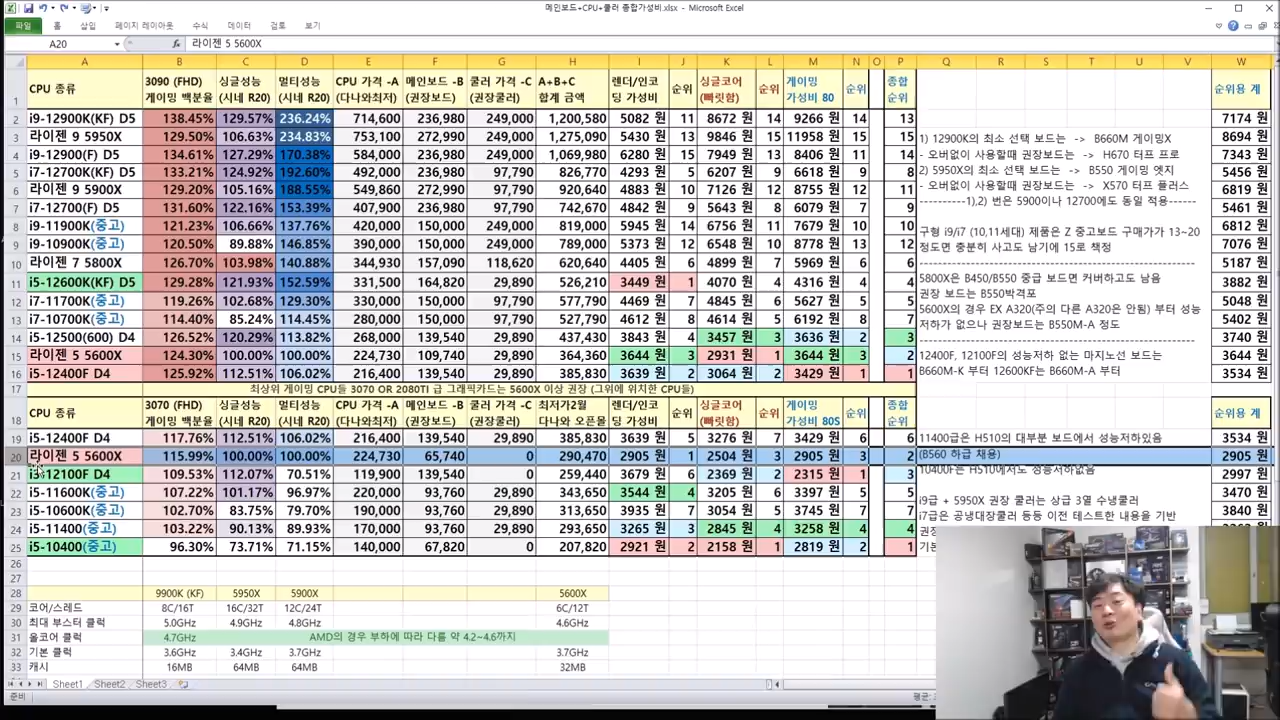 메인보드+CPU+쿨러 종합가성비.xlsx - Microsoft Excel
파일 홈 삽입 페이지 레이아웃 수식 데이터 검토 보기
A20 fx 라이젠 5 5600X
A B C D E F G H I J K L M N O P Q R S T U V W
1 CPU 종류 3090 (FHD) 게이밍 백분율 싱글성능 (시네 R20) 멀티성능 (시네 R20) CPU 가격 -A (다나와최저) 메인보드 -B (권장보드) 쿨러 가격 -C (권장쿨러) A+B+C 합계 금액 렌더/인코딩 가성비 순위 싱글코어 (빠릿함) 순위 게이밍 가성비 80 순위 종합 순위 순위용 계
2 i9-12900K(KF) D5 138.45% 129.57% 236.24% 714,600 236,980 249,000 1,200,580 5082 원 11 8672 원 14 9266 원 14 13 7174 원
3 라이젠 9 5950X 129.50% 106.63% 234.83% 753,100 272,990 249,000 1,275,090 5430 원 13 9846 원 15 11958 원 15 15 8694 원
4 i9-12900(F) D5 134.61% 127.29% 170.38% 584,000 236,980 249,000 1,069,980 6280 원 15 7949 원 13 8406 원 11 14 7343 원
5 i7-12700K(KF) D5 133.21% 124.92% 192.60% 492,000 236,980 97,790 826,770 4293 원 5 6207 원 9 6618 원 9 8 5456 원
6 라이젠 9 5900X 129.20% 105.16% 188.55% 549,860 272,990 97,790 920,640 4883 원 10 7126 원 12 8755 원 12 11 6819 원
7 i7-12700(F) D5 131.60% 122.16% 153.39% 407,900 236,980 97,790 742,670 4842 원 9 5643 원 8 6079 원 7 9 5461 원
8 i9-11900K(중고) 121.23% 106.66% 137.76% 420,000 150,000 249,000 819,000 5945 원 14 6756 원 11 7679 원 10 10 6812 원
9 i9-10900K(중고) 120.50% 89.88% 146.85% 390,000 150,000 249,000 789,000 5373 원 12 6548 원 10 8778 원 13 12 7076 원
10 라이젠 7 5800X 126.70% 103.98% 140.88% 344,930 157,090 118,620 620,640 4405 원 6 4899 원 7 5969 원 6 6 5187 원
11 i5-12600K(KF) D5 129.28% 121.93% 152.59% 331,500 164,820 29,890 526,210 3449 원 1 4070 원 4 4316 원 4 4 3882 원
12 i7-11700K(중고) 119.26% 102.68% 129.30% 330,000 150,000 97,790 577,790 4469 원 7 4845 원 6 5627 원 5 5 5048 원
13 i7-10700K(중고) 114.40% 85.24% 114.45% 280,000 150,000 97,790 527,790 4612 원 8 4614 원 5 6192 원 8 7 5402 원
14 i5-12500(600) D4 126.52% 120.29% 113.82% 268,000 139,540 29,890 437,430 3843 원 4 3457 원 3 3636 원 2 3 3740 원
15 라이젠 5 5600X 124.30% 100.00% 100.00% 224,730 109,740 29,890 364,360 3644 원 3 2931 원 1 3644 원 3 2 3644 원
16 i5-12400F D4 125.92% 112.51% 106.02% 216,400 139,540 29,890 385,830 3639 원 2 3064 원 2 3429 원 1 1 3534 원
17 최상위 게이밍 CPU들 3070 OR 2080TI 급 그래픽카드는 5600X 이상 권장 (그위에 위치한 CPU들)
18 CPU 종류 3070 (FHD) 게이밍 백분율 싱글성능 (시네 R20) 멀티성능 (시네 R20) CPU 가격 -A (다나와최저) 메인보드 -B (권장보드) 쿨러 가격 -C (권장쿨러) 최저가2월 다나와 오픈몰 렌더/인코딩 가성비 순위 싱글코어 (빠릿함) 순위 게이밍 가성비 80S 순위 종합 순위 순위용 계
19 i5-12400F D4 117.76% 112.51% 106.02% 216,400 139,540 29,890 385,830 3639 원 5 3276 원 7 3429 원 6 6 3534 원
20 라이젠 5 5600X 115.99% 100.00% 100.00% 224,730 65,740 0 290,470 2905 원 1 2504 원 3 2905 원 3 2 2905 원
21 i3-12100F D4 109.53% 112.07% 70.51% 119,900 139,540 0 259,440 3679 원 6 2369 원 2 2315 원 1 3 2997 원
22 i5-11600K(중고) 107.22% 101.17% 96.97% 220,000 93,760 29,890 343,650 3544 원 4 3205 원 6 3397 원 5 5 3470 원
23 i5-10600K(중고) 102.70% 83.75% 79.70% 190,000 93,760 29,890 313,650 3935 원 7 3054 원 5 3745 원 7 7 3840 원
24 i5-11400(중고) 103.22% 90.13% 89.93% 170,000 93,760 29,890 293,650 3265 원 3 2845 원 4 3258 원 4 4
25 i5-10400(중고) 96.30% 73.71% 71.15% 140,000 67,820 0 207,820 2921 원 2 2158 원 1 2819 원 2 1
1) 12900K의 최소 선택 보드는 -> B660M 게이밍X
- 오버없이 사용할때 권장보드는 -> H670 터프 프로
2) 5950X의 최소 선택 보드는 -> B550 게이밍 엣지
- 오버없이 사용할때 권장보드는 -> X570 터프 플러스
----------1),2) 번은 5900이나 12700에도 동일 적용------
구형 i9/i7 (10,11세대) 제품은 Z 중고보드 구매가 13~20
정도면 충분히 사고도 남기에 15로 책정
5800X은 B450/B550 중급 보드면 커버하고도 남음
권장 보드는 B550박격포
5600X의 경우 EX A320(주의 다른 A320은 안됨) 부터 성능
저하가 없으나 권장보드는 B550M-A 정도
12400F, 12100F의 성능저하 없는 마지노선 보드는
B660M-K 부터 12600KF는 B660M-A 부터
11400급은 H510의 대부분 보드에서 성능저하있음
(B560 하급 채용)
10400F는 H510에서도 성능저하없음
i9급 + 5950X 권장 쿨러는 상급 3열 수냉쿨러
i7급은 공냉대장쿨러 등등 이전 테스트한 내용을 기반
26
27
28 9900K (KF) 5950X 5900X 5600X
29 코어/스레드 8C/16T 16C/32T 12C/24T 6C/12T
30 최대 부스터 클럭 5.0GHz 4.9GHz 4.8GHz 4.6GHz
31 올코어 클럭 4.7GHz AMD의 경우 부하에 따라 다름 약 4.2~4.6까지
32 기본 클럭 3.6GHz 3.4GHz 3.7GHz 3.7GHz
33 캐시 16MB 64MB 64MB 32MB
Sheet1 Sheet2 Sheet3
준비 평균: